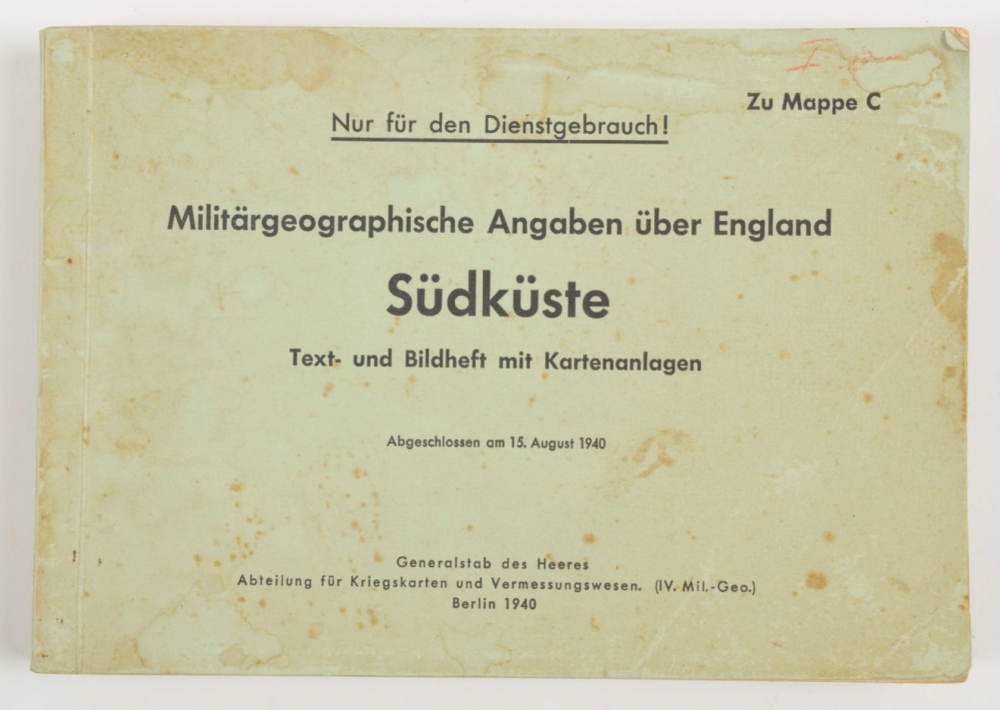 Zu Mappe C
Nur für den Dienstgebrauch!
Militärgeographische Angaben über England
Südküste
Text- und Bildheft mit Kartenanlagen
Abgeschlossen am 15. August 1940
Generalstab des Heeres
Abteilung für Kriegskarten und Vermessungswesen. (IV. Mil.-Geo.)
Berlin 1940